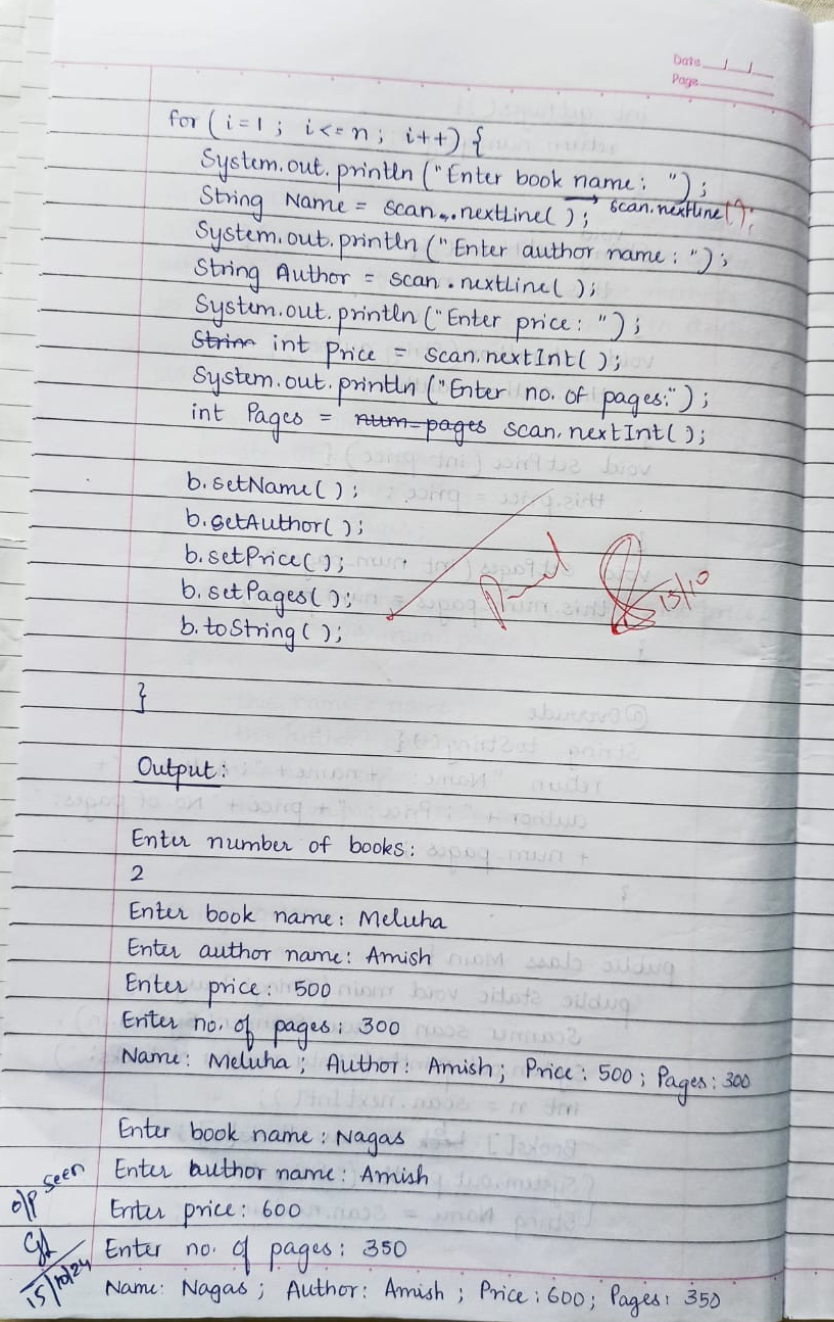 Date
Page
for (i=1 ; i<=n; i++) {
System.out.println ("Enter book name: ");
String Name = scan.nextLine( ); scan.nextLine( );
System.out.println ("Enter author name: ");
String Author = scan.nextLine( );
System.out.println ("Enter price: ");
int Price = scan.nextInt( );
System.out.println ("Enter no. of pages:");
int Pages = num-pages scan.nextInt( );
b.setName( );
b.setAuthor( );
b.setPrice( );
b.setPages( );
b.toString( );
15/10
}
Output:
Enter number of books:
2
Enter book name: Meluha
Enter author name: Amish
Enter price: 500
Enter no. of pages: 300
Name: Meluha; Author: Amish; Price: 500; Pages: 300
Enter book name: Nagas
Enter author name: Amish
Enter price: 600
Enter no. of pages: 350
Name: Nagas; Author: Amish; Price: 600; Pages: 350
o/p seen
15/10/24